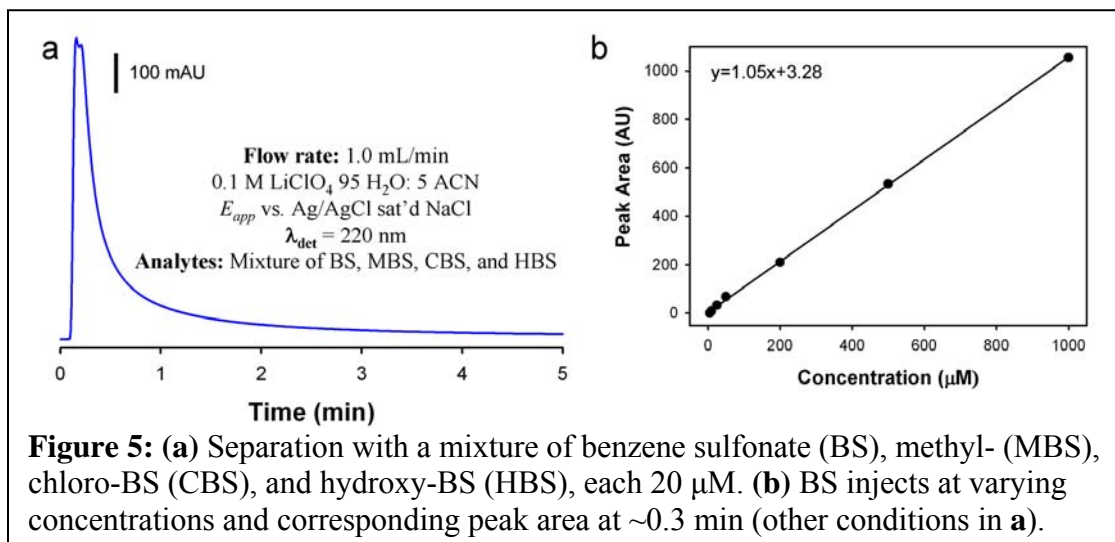 a
100 mAU
Flow rate: 1.0 mL/min
0.1 M LiClO₄ 95 H₂O: 5 ACN
E_app vs. Ag/AgCl sat'd NaCl
λ_det = 220 nm
Analytes: Mixture of BS, MBS, CBS, and HBS
0 1 2 3 4 5
Time (min)
b
y=1.05x+3.28
Peak Area (AU)
1000
800
600
400
200
0
0 200 400 600 800 1000
Concentration (μM)
Figure 5: (a) Separation with a mixture of benzene sulfonate (BS), methyl- (MBS),
chloro-BS (CBS), and hydroxy-BS (HBS), each 20 μM. (b) BS injects at varying
concentrations and corresponding peak area at ~0.3 min (other conditions in a).